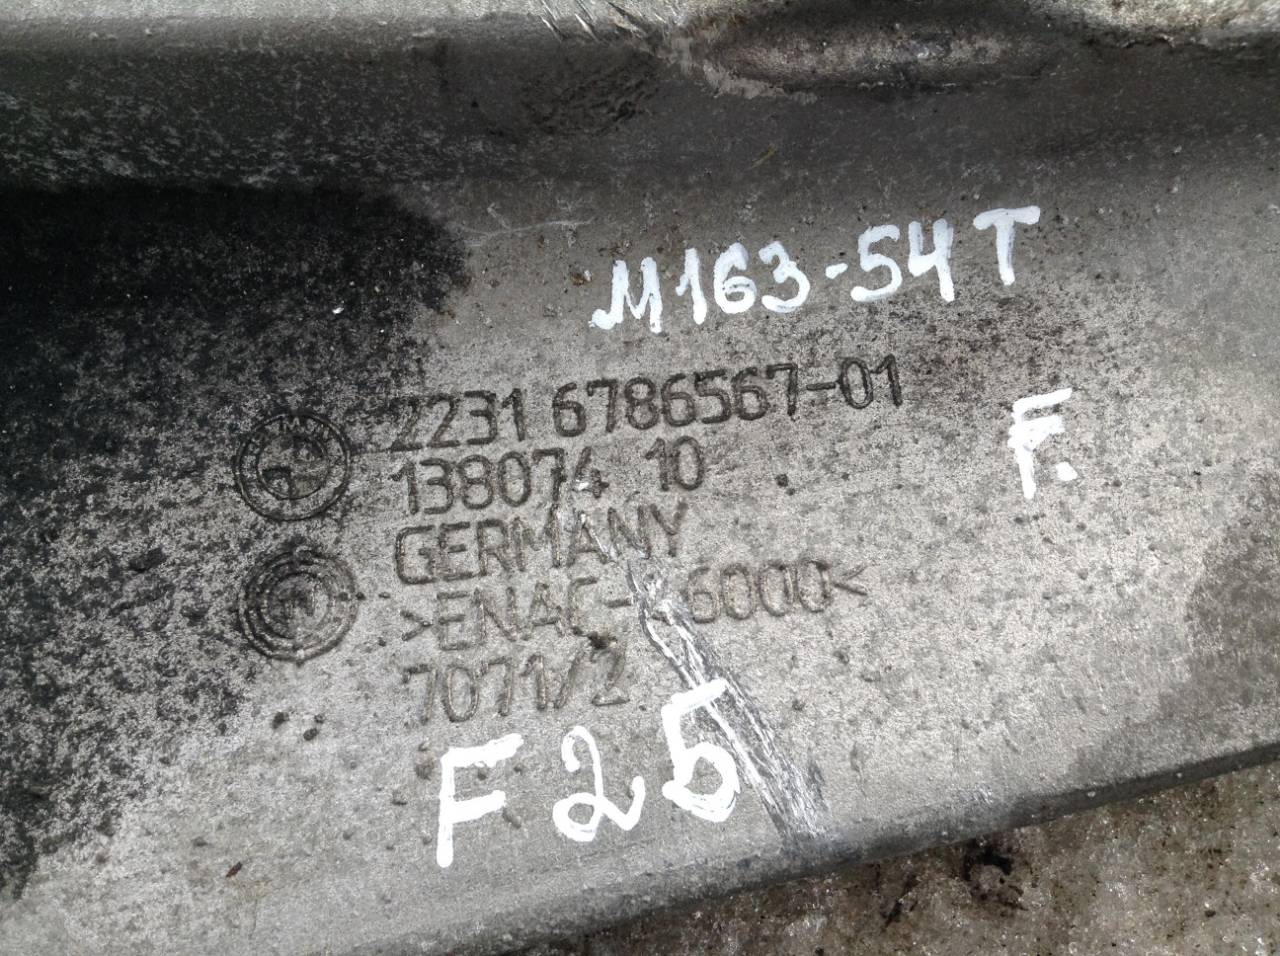 M163-54T
2231 6786567-01
F.
138074 10
GERMANY
>ENAC- 6000<
7071/2
F25